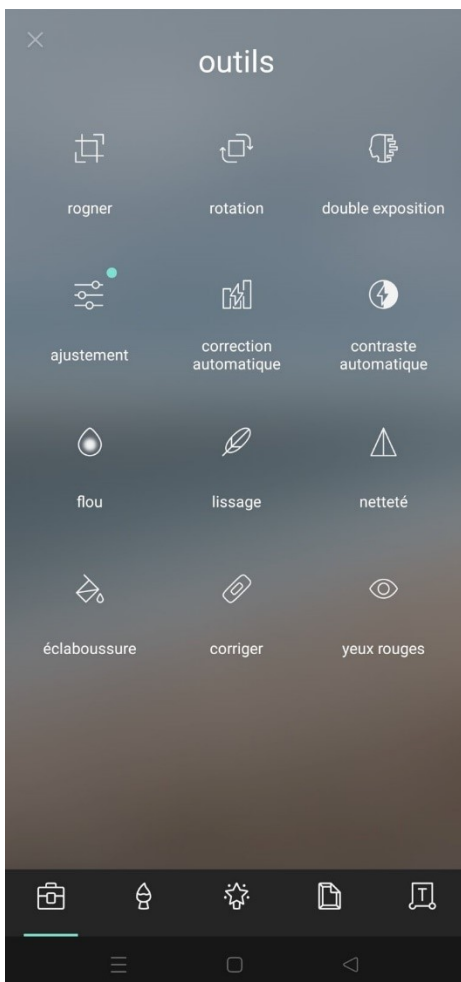 outils
rogner
rotation
double exposition
ajustement
correction
automatique
contraste
automatique
flou
lissage
netteté
éclaboussure
corriger
yeux rouges
T